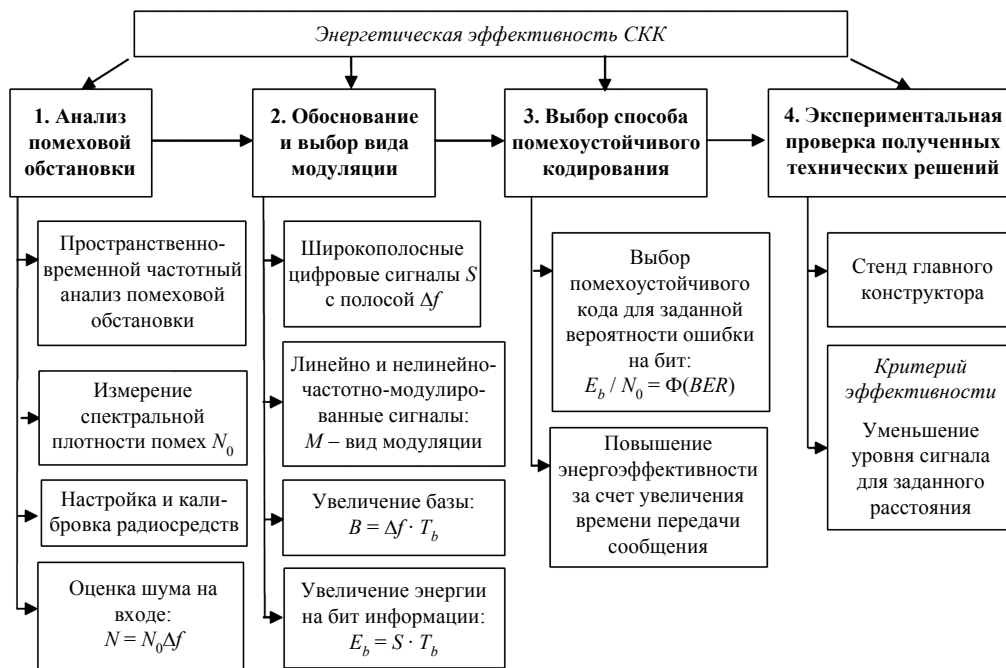 Энергетическая эффективность СКК
1. Анализ
помеховой
обстановки
Пространственно-
временной частотный
анализ помеховой
обстановки
Измерение
спектральной
плотности помех N₀
Настройка и кали-
бровка радиосредств
Оценка шума на
входе:
N = N₀Δf
2. Обоснование
и выбор вида
модуляции
Широкополосные
цифровые сигналы S
с полосой Δf
Линейно и нелинейно-
частотно-модулиро-
ванные сигналы:
M – вид модуляции
Увеличение базы:
B = Δf · T_b
Увеличение энергии
на бит информации:
E_b = S · T_b
3. Выбор способа
помехоустойчивого
кодирования
Выбор
помехоустойчивого
кода для заданной
вероятности ошибки
на бит:
E_b / N₀ = Φ(BER)
Повышение
энергоэффективности
за счет увеличения
времени передачи
сообщения
4. Экспериментальная
проверка полученных
технических решений
Стенд главного
конструктора
Критерий
эффективности
Уменьшение
уровня сигнала
для заданного
расстояния